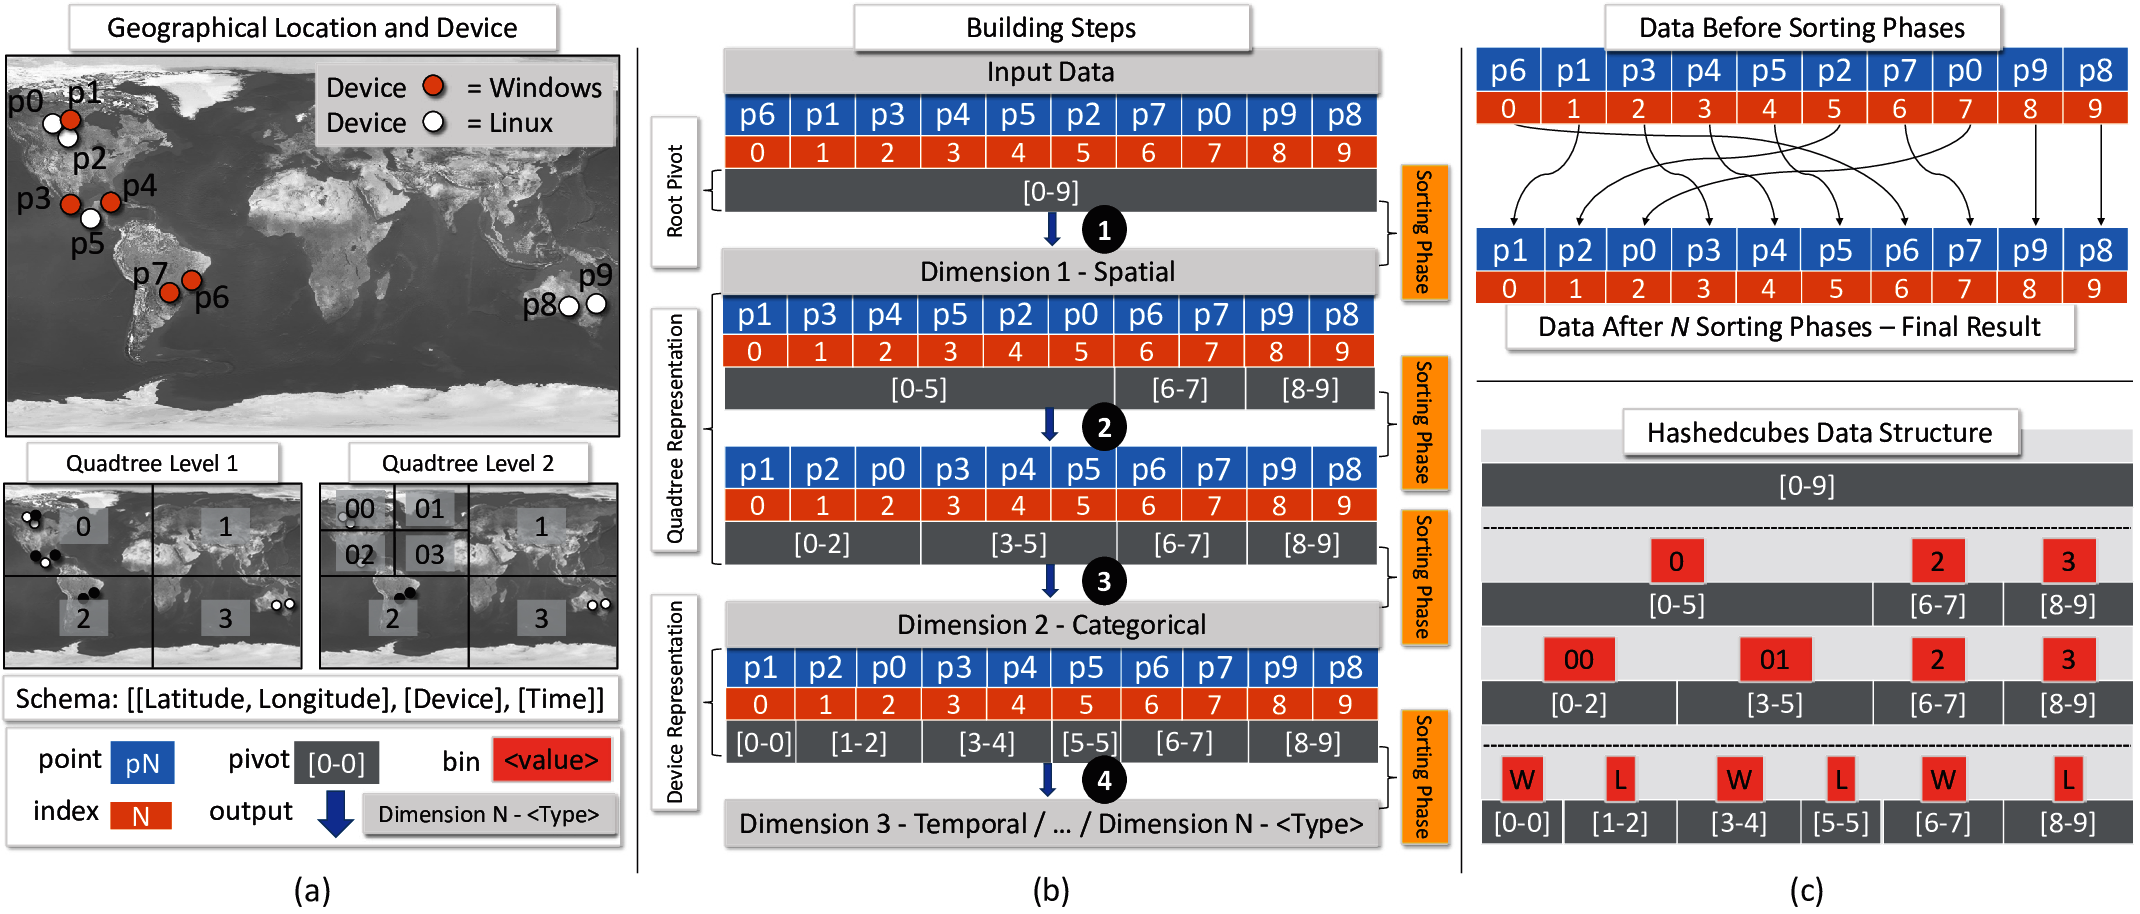 Geographical Location and Device
Device = Windows
Device = Linux
p0 p1
p2
p3 p4
p5
p7 p6
p8 p9
Quadtree Level 1
0 1
2 3
Quadtree Level 2
00 01 1
02 03
2 3
Schema: [[Latitude, Longitude], [Device], [Time]]
point pN pivot [0-0] bin <value>
index N output Dimension N - <Type>
(a)
Building Steps
Input Data
p6 p1 p3 p4 p5 p2 p7 p0 p9 p8
0 1 2 3 4 5 6 7 8 9
Root Pivot
[0-9]
1
Sorting Phase
Dimension 1 - Spatial
Quadtree Representation
p1 p3 p4 p5 p2 p0 p6 p7 p9 p8
0 1 2 3 4 5 6 7 8 9
[0-5] [6-7] [8-9]
2
Sorting Phase
p1 p2 p0 p3 p4 p5 p6 p7 p9 p8
0 1 2 3 4 5 6 7 8 9
[0-2] [3-5] [6-7] [8-9]
3
Sorting Phase
Dimension 2 - Categorical
Device Representation
p1 p2 p0 p3 p4 p5 p6 p7 p9 p8
0 1 2 3 4 5 6 7 8 9
[0-0] [1-2] [3-4] [5-5] [6-7] [8-9]
4
Sorting Phase
Dimension 3 - Temporal / ... / Dimension N - <Type>
(b)
Data Before Sorting Phases
p6 p1 p3 p4 p5 p2 p7 p0 p9 p8
0 1 2 3 4 5 6 7 8 9
p1 p2 p0 p3 p4 p5 p6 p7 p9 p8
0 1 2 3 4 5 6 7 8 9
Data After N Sorting Phases – Final Result
Hashedcubes Data Structure
[0-9]
0 2 3
[0-5] [6-7] [8-9]
00 01 2 3
[0-2] [3-5] [6-7] [8-9]
W L W L W L
[0-0] [1-2] [3-4] [5-5] [6-7] [8-9]
(c)